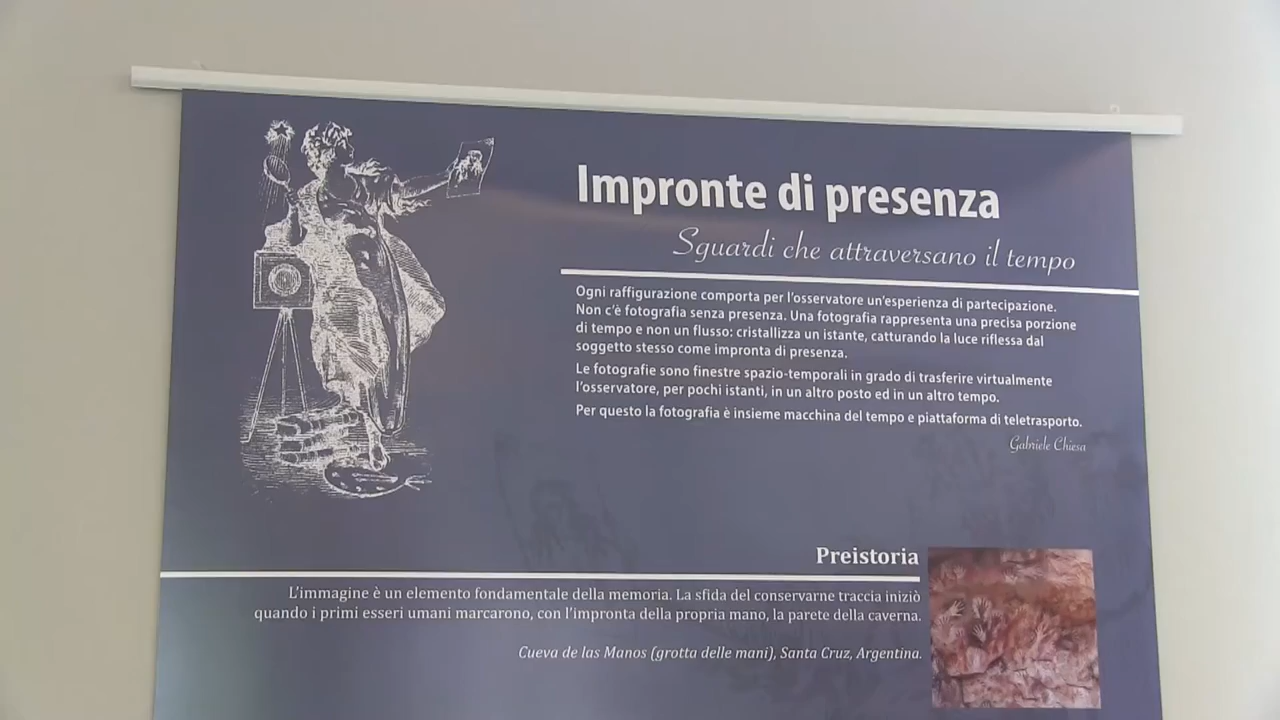 Impronte di presenza
Sguardi che attraversano il tempo
Ogni raffigurazione comporta per l'osservatore un'esperienza di partecipazione.
Non c'è fotografia senza presenza. Una fotografia rappresenta una precisa porzione
di tempo e non un flusso: cristallizza un istante, catturando la luce riflessa dal
soggetto stesso come impronta di presenza.
Le fotografie sono finestre spazio-temporali in grado di trasferire virtualmente
l'osservatore, per pochi istanti, in un altro posto ed in un altro tempo.
Per questo la fotografia è insieme macchina del tempo e piattaforma di teletrasporto.
Gabriele Chiesa
Preistoria
L'immagine è un elemento fondamentale della memoria. La sfida del conservarne traccia iniziò
quando i primi esseri umani marcarono, con l'impronta della propria mano, la parete della caverna.
Cueva de las Manos (grotta delle mani), Santa Cruz, Argentina.